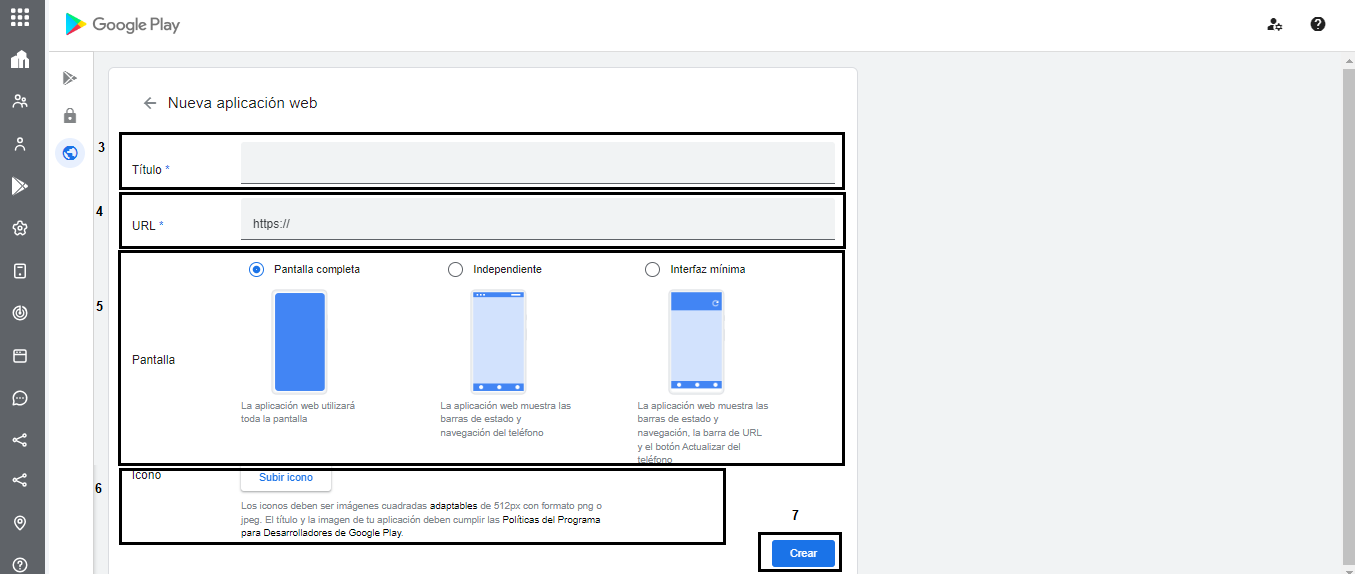 Google Play
Nueva aplicación web
3
Título *
4
URL *
https://
5
Pantalla completa
Independiente
Interfaz mínima
Pantalla
La aplicación web utilizará
toda la pantalla
La aplicación web muestra las
barras de estado y
navegación del teléfono
La aplicación web muestra las
barras de estado y
navegación, la barra de URL
y el botón Actualizar del
teléfono
6
Icono
Subir icono
Los iconos deben ser imágenes cuadradas adaptables de 512px con formato png o
jpeg. El título y la imagen de tu aplicación deben cumplir las Políticas del Programa
para Desarrolladores de Google Play.
7
Crear